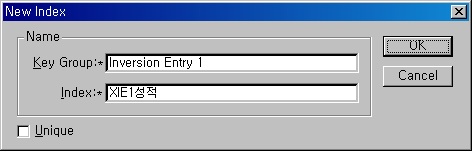 New Index
Name
Key Group:* Inversion Entry 1
OK
Index:* XIE1성적
Cancel
Unique